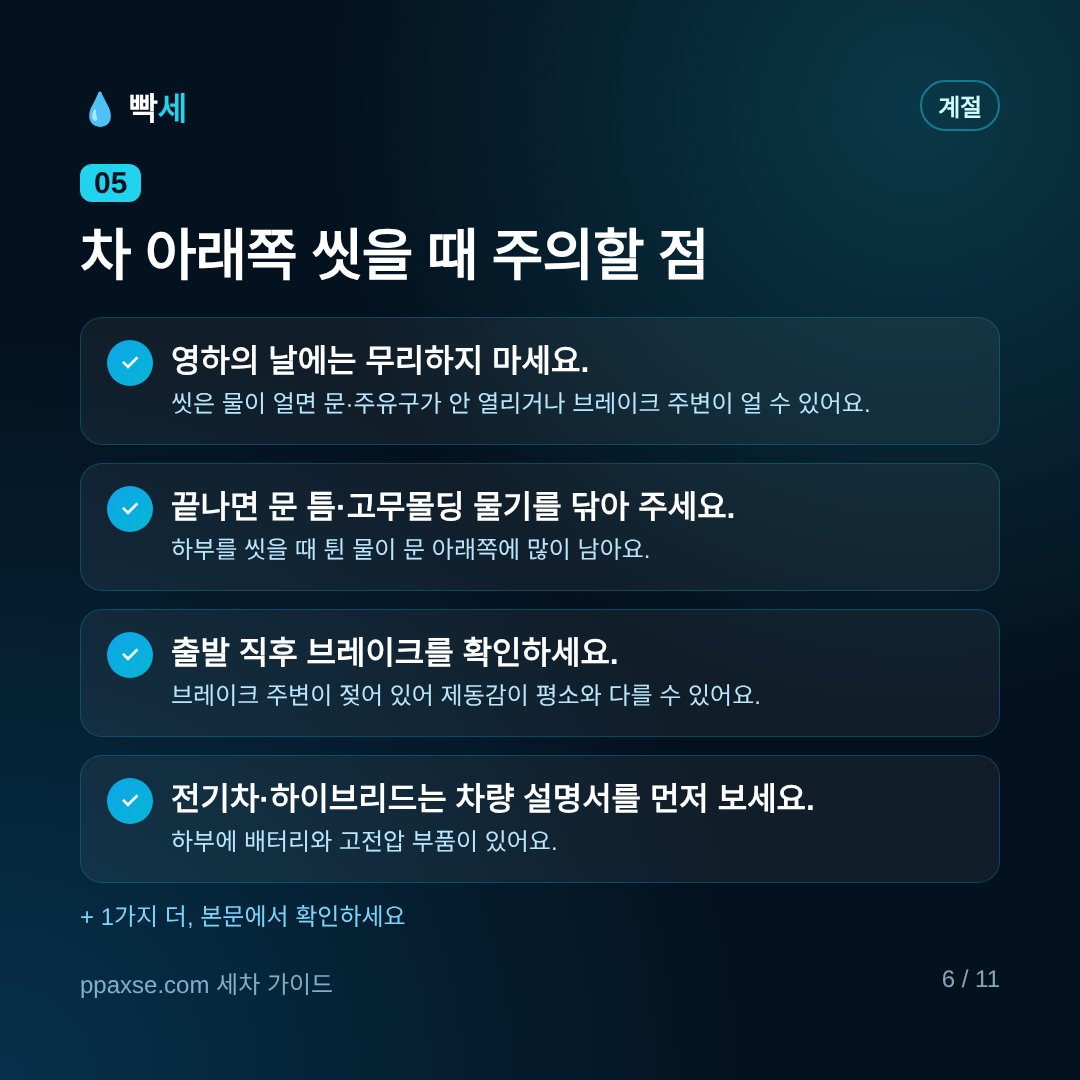 빡세
계절
05
차 아래쪽 씻을 때 주의할 점
영하의 날에는 무리하지 마세요.
씻은 물이 얼면 문·주유구가 안 열리거나 브레이크 주변이 얼 수 있어요.
끝나면 문 틈·고무몰딩 물기를 닦아 주세요.
하부를 씻을 때 튄 물이 문 아래쪽에 많이 남아요.
출발 직후 브레이크를 확인하세요.
브레이크 주변이 젖어 있어 제동감이 평소와 다를 수 있어요.
전기차·하이브리드는 차량 설명서를 먼저 보세요.
하부에 배터리와 고전압 부품이 있어요.
+ 1가지 더, 본문에서 확인하세요
ppaxse.com 세차 가이드
6 / 11